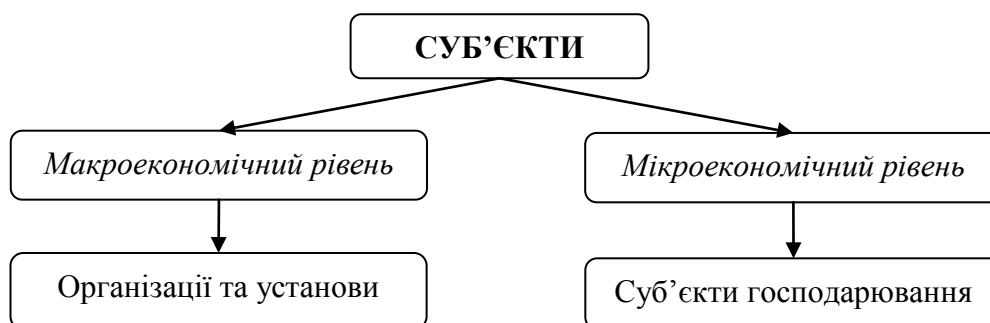 СУБ’ЄКТИ
Макроекономічний рівень
Мікроекономічний рівень
Організації та установи
Суб’єкти господарювання